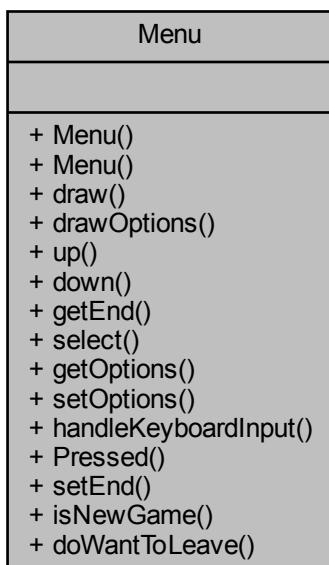 Menu
+ Menu()
+ Menu()
+ draw()
+ drawOptions()
+ up()
+ down()
+ getEnd()
+ select()
+ getOptions()
+ setOptions()
+ handleKeyboardInput()
+ Pressed()
+ setEnd()
+ isNewGame()
+ doWantToLeave()